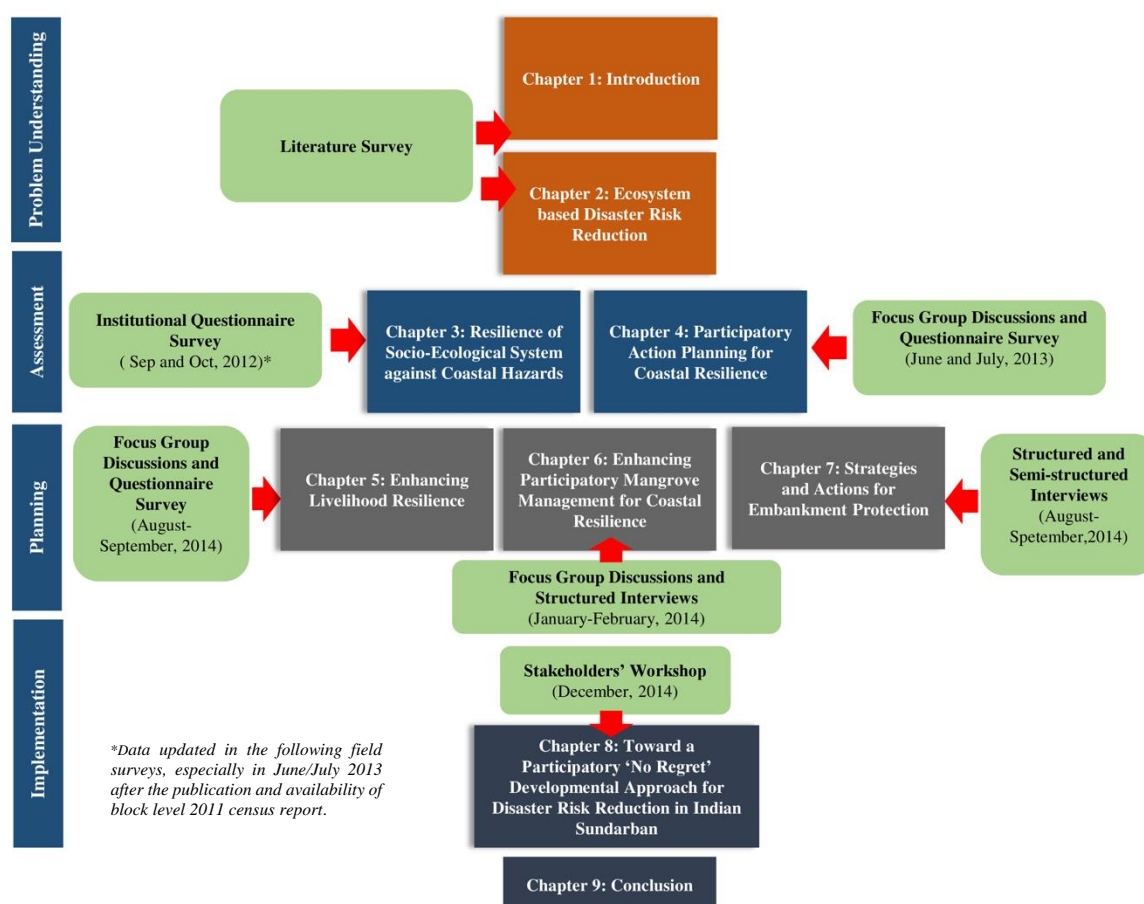 Problem Understanding
Chapter 1: Introduction
Literature Survey
Chapter 2: Ecosystem
based Disaster Risk
Reduction
Assessment
Institutional Questionnaire
Survey
( Sep and Oct, 2012)*
Chapter 3: Resilience of
Socio-Ecological System
against Coastal Hazards
Chapter 4: Participatory
Action Planning for
Coastal Resilience
Focus Group Discussions and
Questionnaire Survey
(June and July, 2013)
Planning
Focus Group
Discussions and
Questionnaire
Survey
(August-
September, 2014)
Chapter 5: Enhancing
Livelihood Resilience
Chapter 6: Enhancing
Participatory Mangrove
Management for Coastal
Resilience
Chapter 7: Strategies
and Actions for
Embankment Protection
Structured and
Semi-structured
Interviews
(August-
Spetember,2014)
Focus Group Discussions and
Structured Interviews
(January-February, 2014)
Implementation
Stakeholders’ Workshop
(December, 2014)
*Data updated in the following field
surveys, especially in June/July 2013
after the publication and availability of
block level 2011 census report.
Chapter 8: Toward a
Participatory ‘No Regret’
Developmental Approach for
Disaster Risk Reduction in Indian
Sundarban
Chapter 9: Conclusion